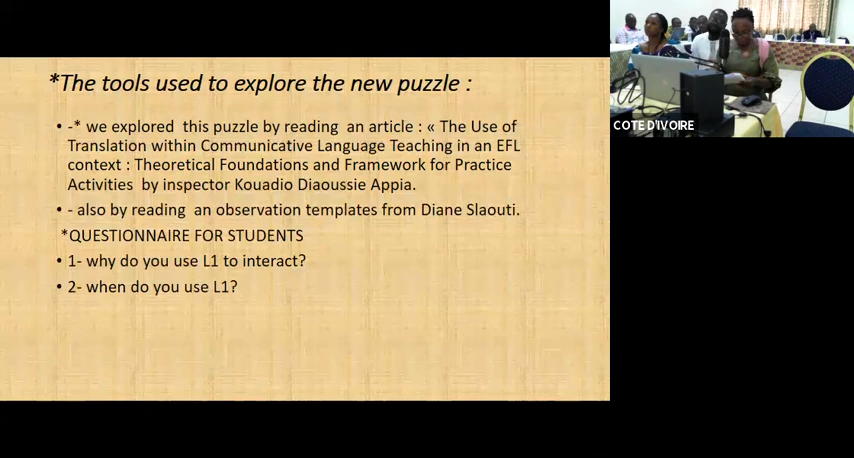 *The tools used to explore the new puzzle :
• -* we explored this puzzle by reading an article : « The Use of
Translation within Communicative Language Teaching in an EFL
context : Theoretical Foundations and Framework for Practice
Activities by inspector Kouadio Diaoussie Appia.
• - also by reading an observation templates from Diane Slaouti.
*QUESTIONNAIRE FOR STUDENTS
• 1- why do you use L1 to interact?
• 2- when do you use L1?
COTE D'IVOIRE